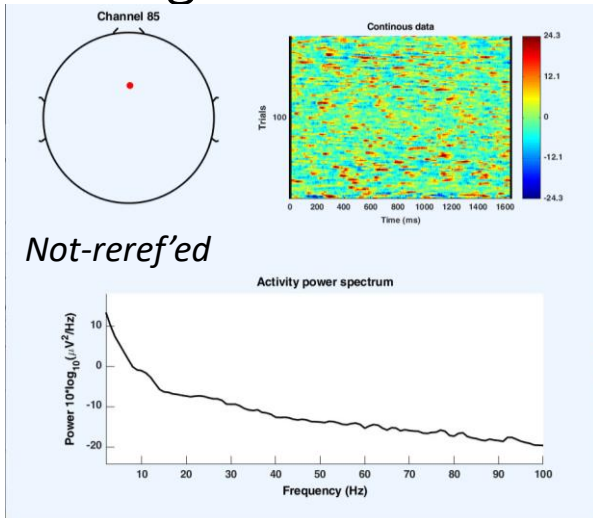 Channel 85
Continous data
24.3
12.1
0
-12.1
-24.3
Trials
100
0 200 400 600 800 1000 1200 1400 1600
Time (ms)
Not-reref'ed
Activity power spectrum
Power 10*log10(μV2/Hz)
10
0
-10
-20
10 20 30 40 50 60 70 80 90 100
Frequency (Hz)